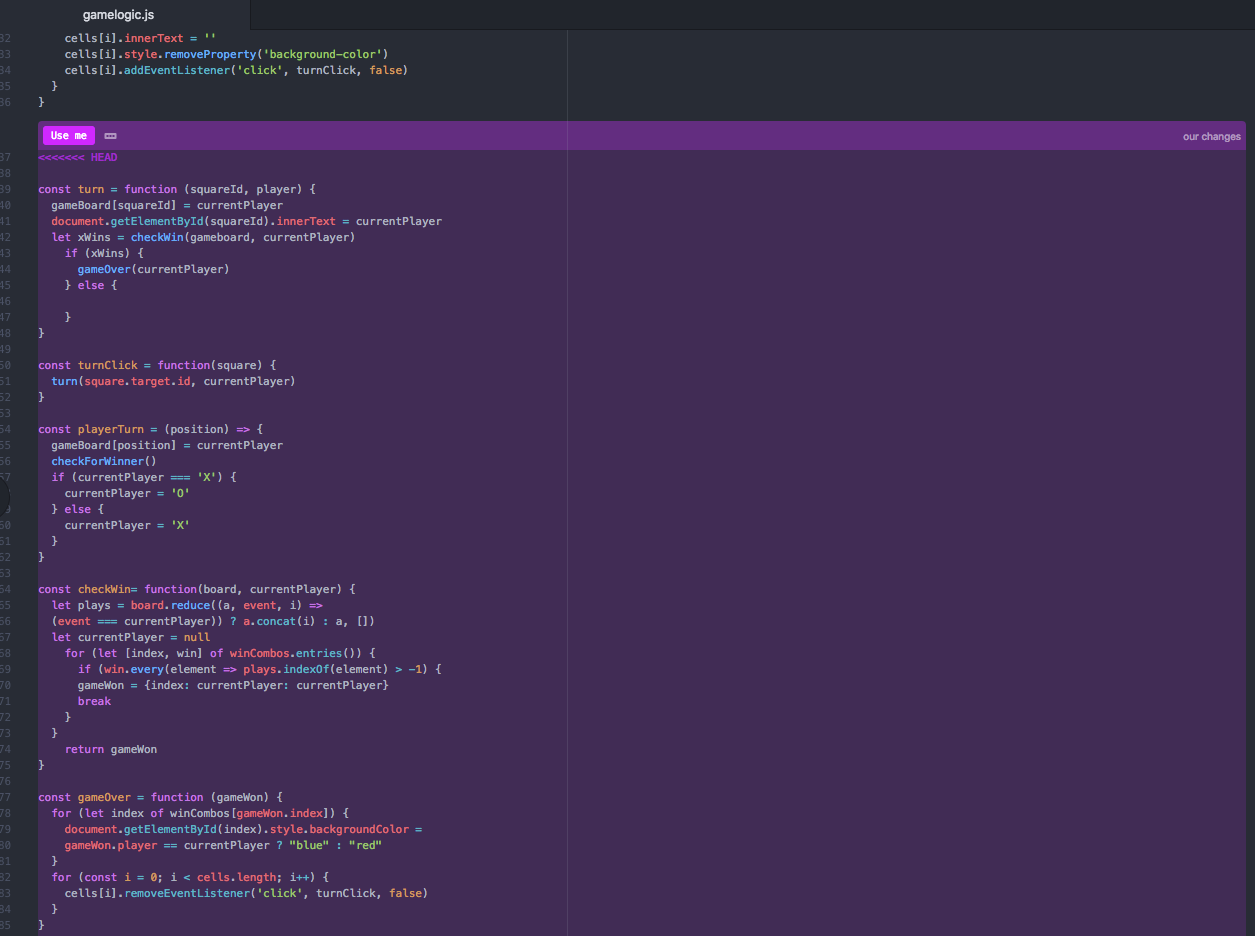 gamelogic.js
32     cells[i].innerText = ''
33     cells[i].style.removeProperty('background-color')
34     cells[i].addEventListener('click', turnClick, false)
35   }
36 }
Use me
our changes
37 <<<<<<< HEAD
38
39 const turn = function (squareId, player) {
40   gameBoard[squareId] = currentPlayer
41   document.getElementById(squareId).innerText = currentPlayer
42   let xWins = checkWin(gameboard, currentPlayer)
43     if (xWins) {
44       gameOver(currentPlayer)
45     } else {
46
47     }
48 }
49
50 const turnClick = function(square) {
51   turn(square.target.id, currentPlayer)
52 }
53
54 const playerTurn = (position) => {
55   gameBoard[position] = currentPlayer
56   checkForWinner()
57   if (currentPlayer === 'X') {
    currentPlayer = 'O'
59   } else {
60     currentPlayer = 'X'
61   }
62 }
63
64 const checkWin= function(board, currentPlayer) {
65   let plays = board.reduce((a, event, i) =>
66   (event === currentPlayer)) ? a.concat(i) : a, [])
67   let currentPlayer = null
68     for (let [index, win] of winCombos.entries()) {
69       if (win.every(element => plays.indexOf(element) > -1) {
70       gameWon = {index: currentPlayer: currentPlayer}
71       break
72     }
73   }
74     return gameWon
75 }
76
77 const gameOver = function (gameWon) {
78   for (let index of winCombos[gameWon.index]) {
79     document.getElementById(index).style.backgroundColor =
80     gameWon.player == currentPlayer ? "blue" : "red"
81   }
82   for (const i = 0; i < cells.length; i++) {
83     cells[i].removeEventListener('click', turnClick, false)
84   }
85 }